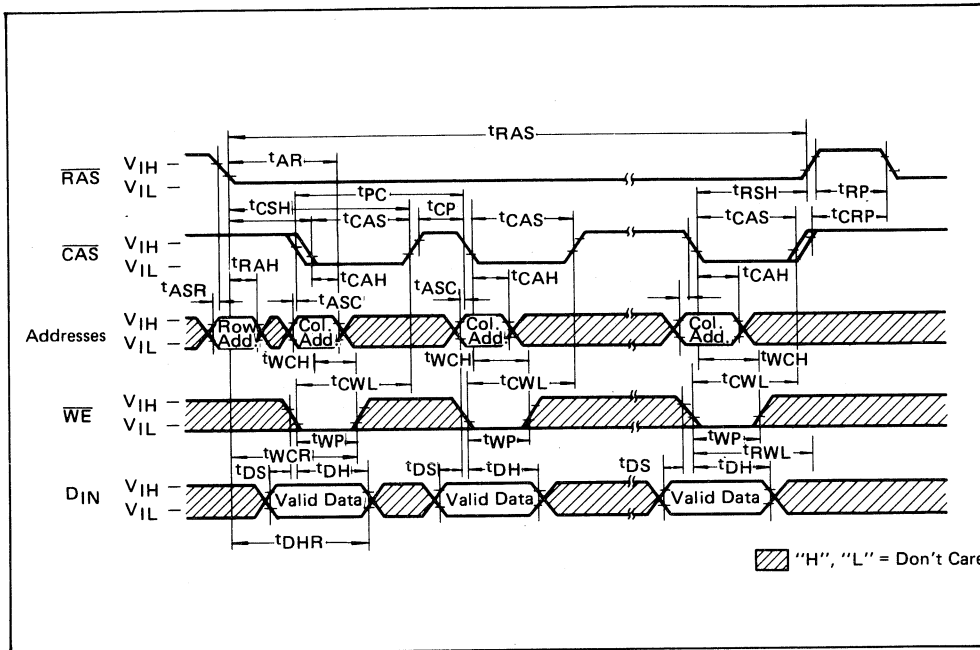 tRAS
VIH
tAR
RAS
VIL
tPC
tRSH
tRP
tCSH
tCP
tCAS
tCAS
tCAS
tCRP
VIH
CAS
VIL
tRAH
tCAH
tCAH
tCAH
tASR
tASC
tASC
Addresses
VIH
VIL
Row Add.
Col. Add.
Col. Add.
Col. Add.
tWCH
tWCH
tWCH
tCWL
tCWL
tCWL
VIH
WE
VIL
tWP
tWP
tWP
tWCR
tRWL
tDS
tDH
tDS
tDH
tDS
tDH
DIN
VIH
VIL
Valid Data
Valid Data
Valid Data
tDHR
"H", "L" = Don't Care